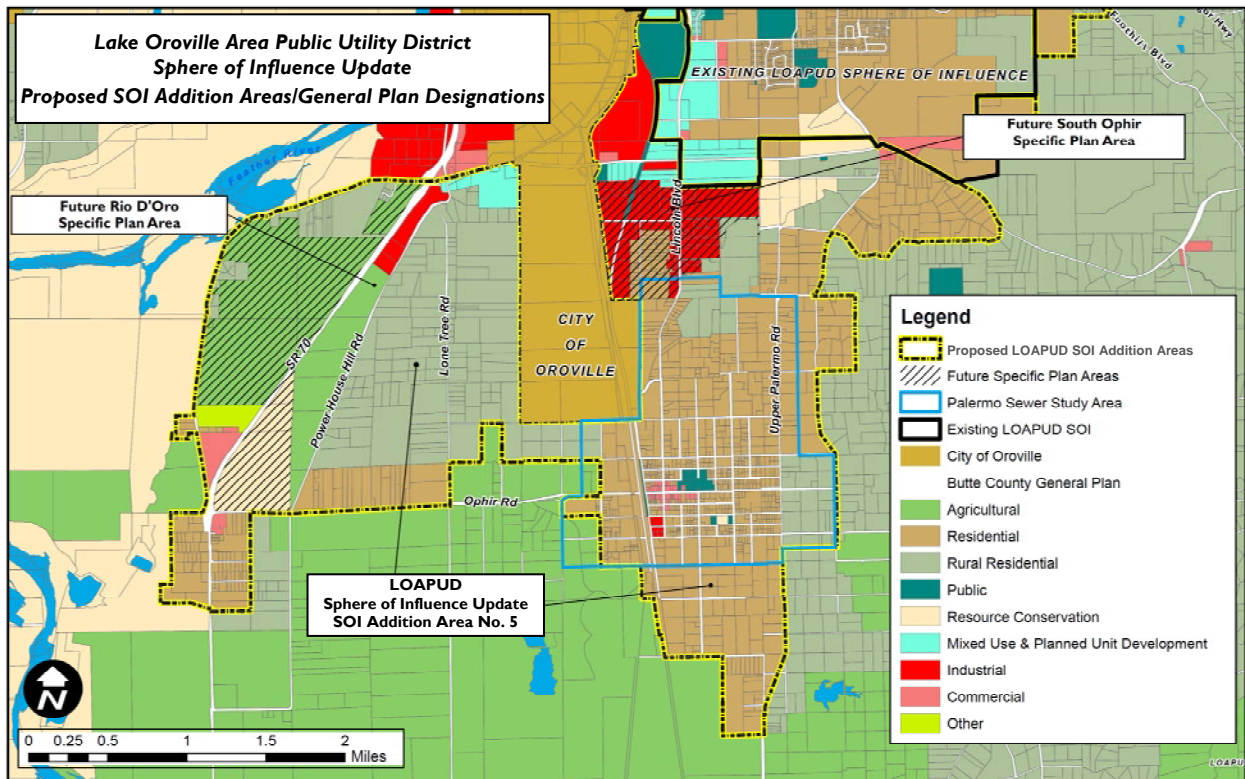 Lake Oroville Area Public Utility District
Sphere of Influence Update
Proposed SOI Addition Areas/General Plan Designations
EXISTING LOAPUD SPHERE OF INFLUENCE
Foothill Blvd
Hwy
Future South Ophir
Specific Plan Area
Feather River
Future Rio D'Oro
Specific Plan Area
Lincoln Blvd
SR 70
Power House Hill Rd
Lone Tree Rd
CITY
OF
OROVILLE
Upper Palermo Rd
Ophir Rd
LOAPUD
Sphere of Influence Update
SOI Addition Area No. 5
Legend
Proposed LOAPUD SOI Addition Areas
Future Specific Plan Areas
Palermo Sewer Study Area
Existing LOAPUD SOI
City of Oroville
Butte County General Plan
Agricultural
Residential
Rural Residential
Public
Resource Conservation
Mixed Use & Planned Unit Development
Industrial
Commercial
Other
N
0 0.25 0.5 1 1.5 2
Miles